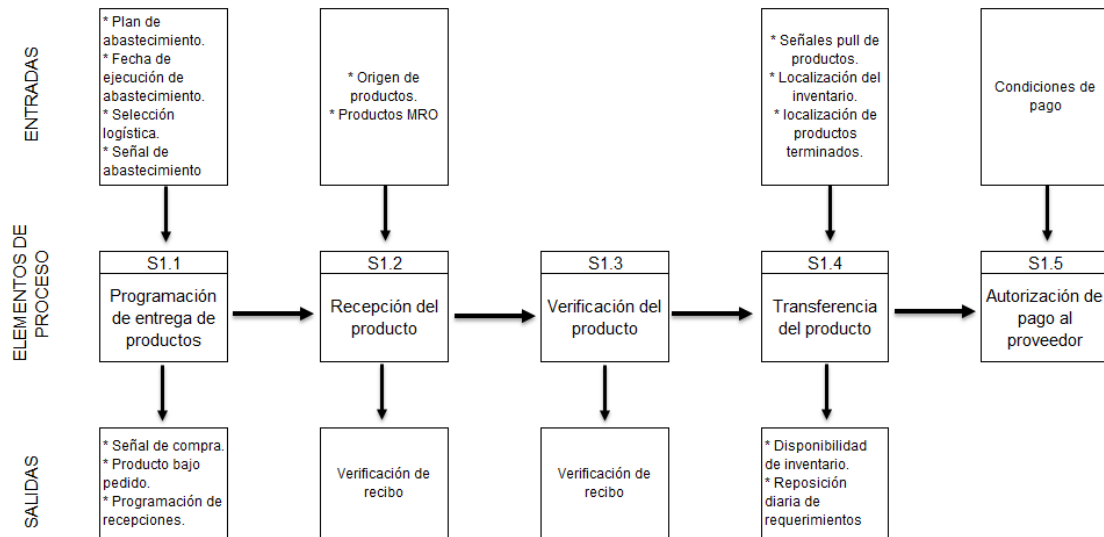 ENTRADAS
* Plan de
abastecimiento.
* Fecha de
ejecución de
abastecimiento.
* Selección
logística.
* Señal de
abastecimiento
* Origen de
productos.
* Productos MRO
* Señales pull de
productos.
* Localización del
inventario.
* localización de
productos
terminados.
Condiciones de
pago
ELEMENTOS DE
PROCESO
S1.1
Programación
de entrega de
productos
S1.2
Recepción del
producto
S1.3
Verificación del
producto
S1.4
Transferencia
del producto
S1.5
Autorización de
pago al
proveedor
SALIDAS
* Señal de compra.
* Producto bajo
pedido.
* Programación de
recepciones.
Verificación de
recibo
Verificación de
recibo
* Disponibilidad
de inventario.
* Reposición
diaria de
requerimientos